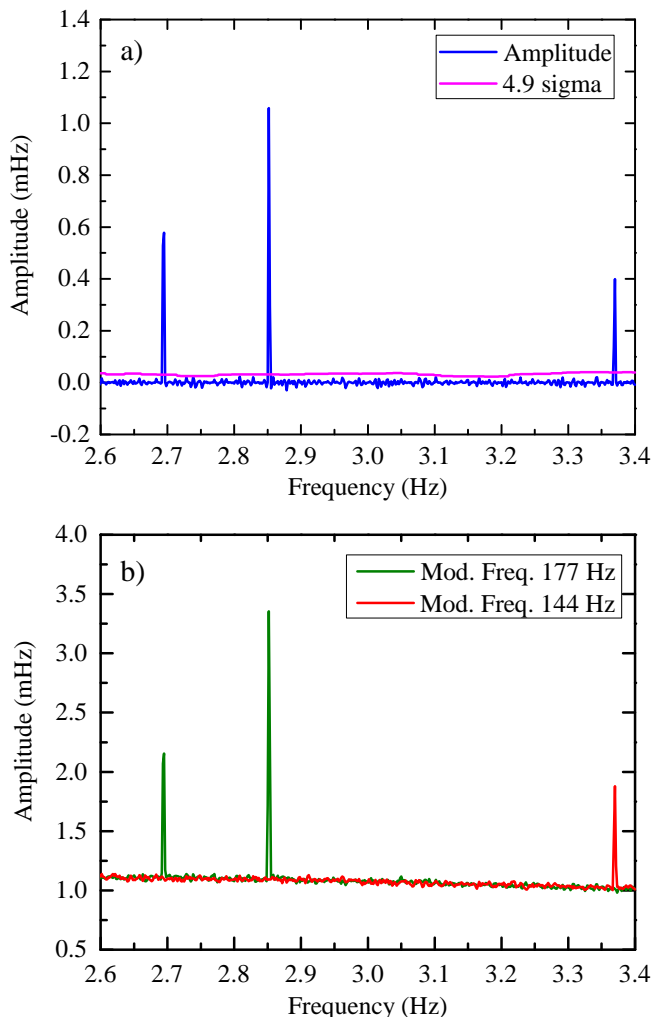 a)
Amplitude
4.9 sigma
1.4
1.2
1.0
0.8
0.6
0.4
0.2
0.0
-0.2
Amplitude (mHz)
2.6 2.7 2.8 2.9 3.0 3.1 3.2 3.3 3.4
Frequency (Hz)
b)
Mod. Freq. 177 Hz
Mod. Freq. 144 Hz
4.0
3.5
3.0
2.5
2.0
1.5
1.0
0.5
Amplitude (mHz)
2.6 2.7 2.8 2.9 3.0 3.1 3.2 3.3 3.4
Frequency (Hz)